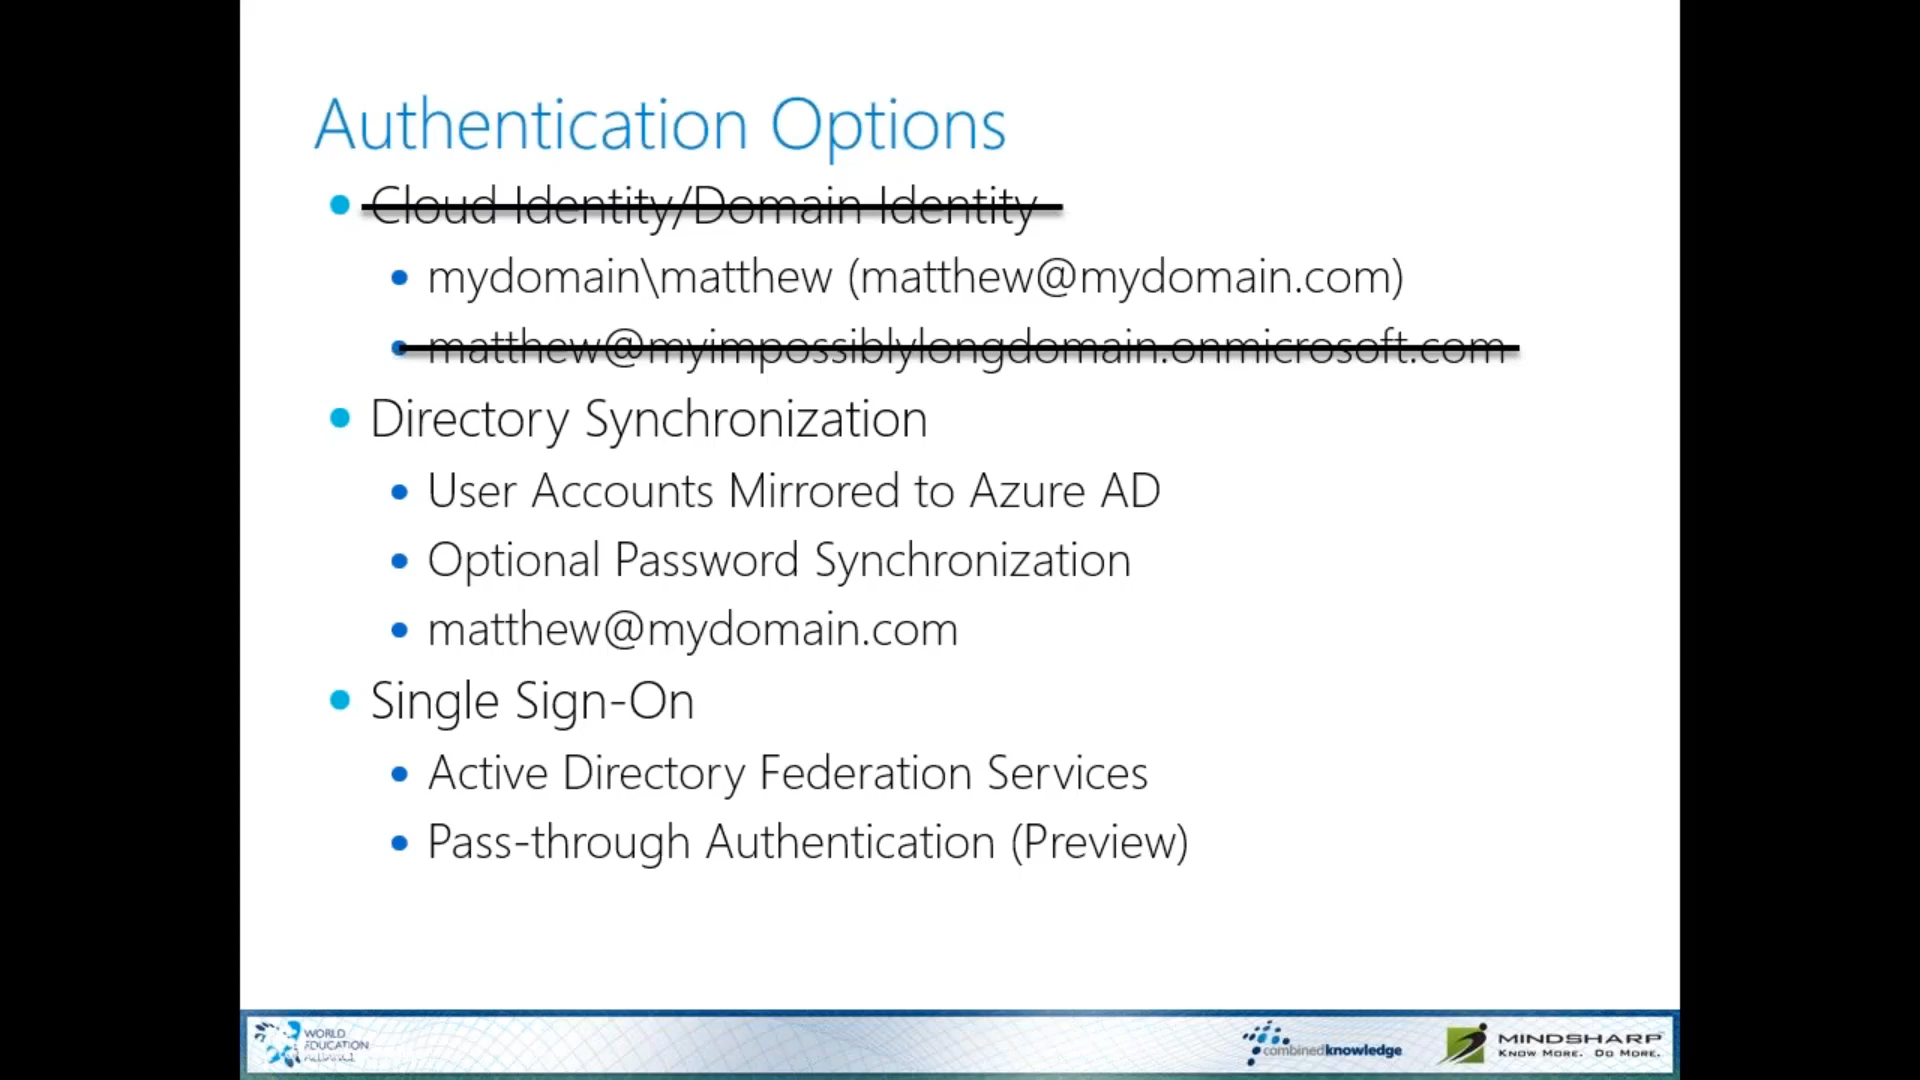 Authentication Options
Cloud Identity/Domain Identity
mydomain\matthew (matthew@mydomain.com)
matthew@myimpossiblylongdomain.onmicrosoft.com
Directory Synchronization
User Accounts Mirrored to Azure AD
Optional Password Synchronization
matthew@mydomain.com
Single Sign-On
Active Directory Federation Services
Pass-through Authentication (Preview)
WORLD
EDUCATION
ALLIANCE
combinedknowledge
MINDSHARP
KNOW MORE. DO MORE.